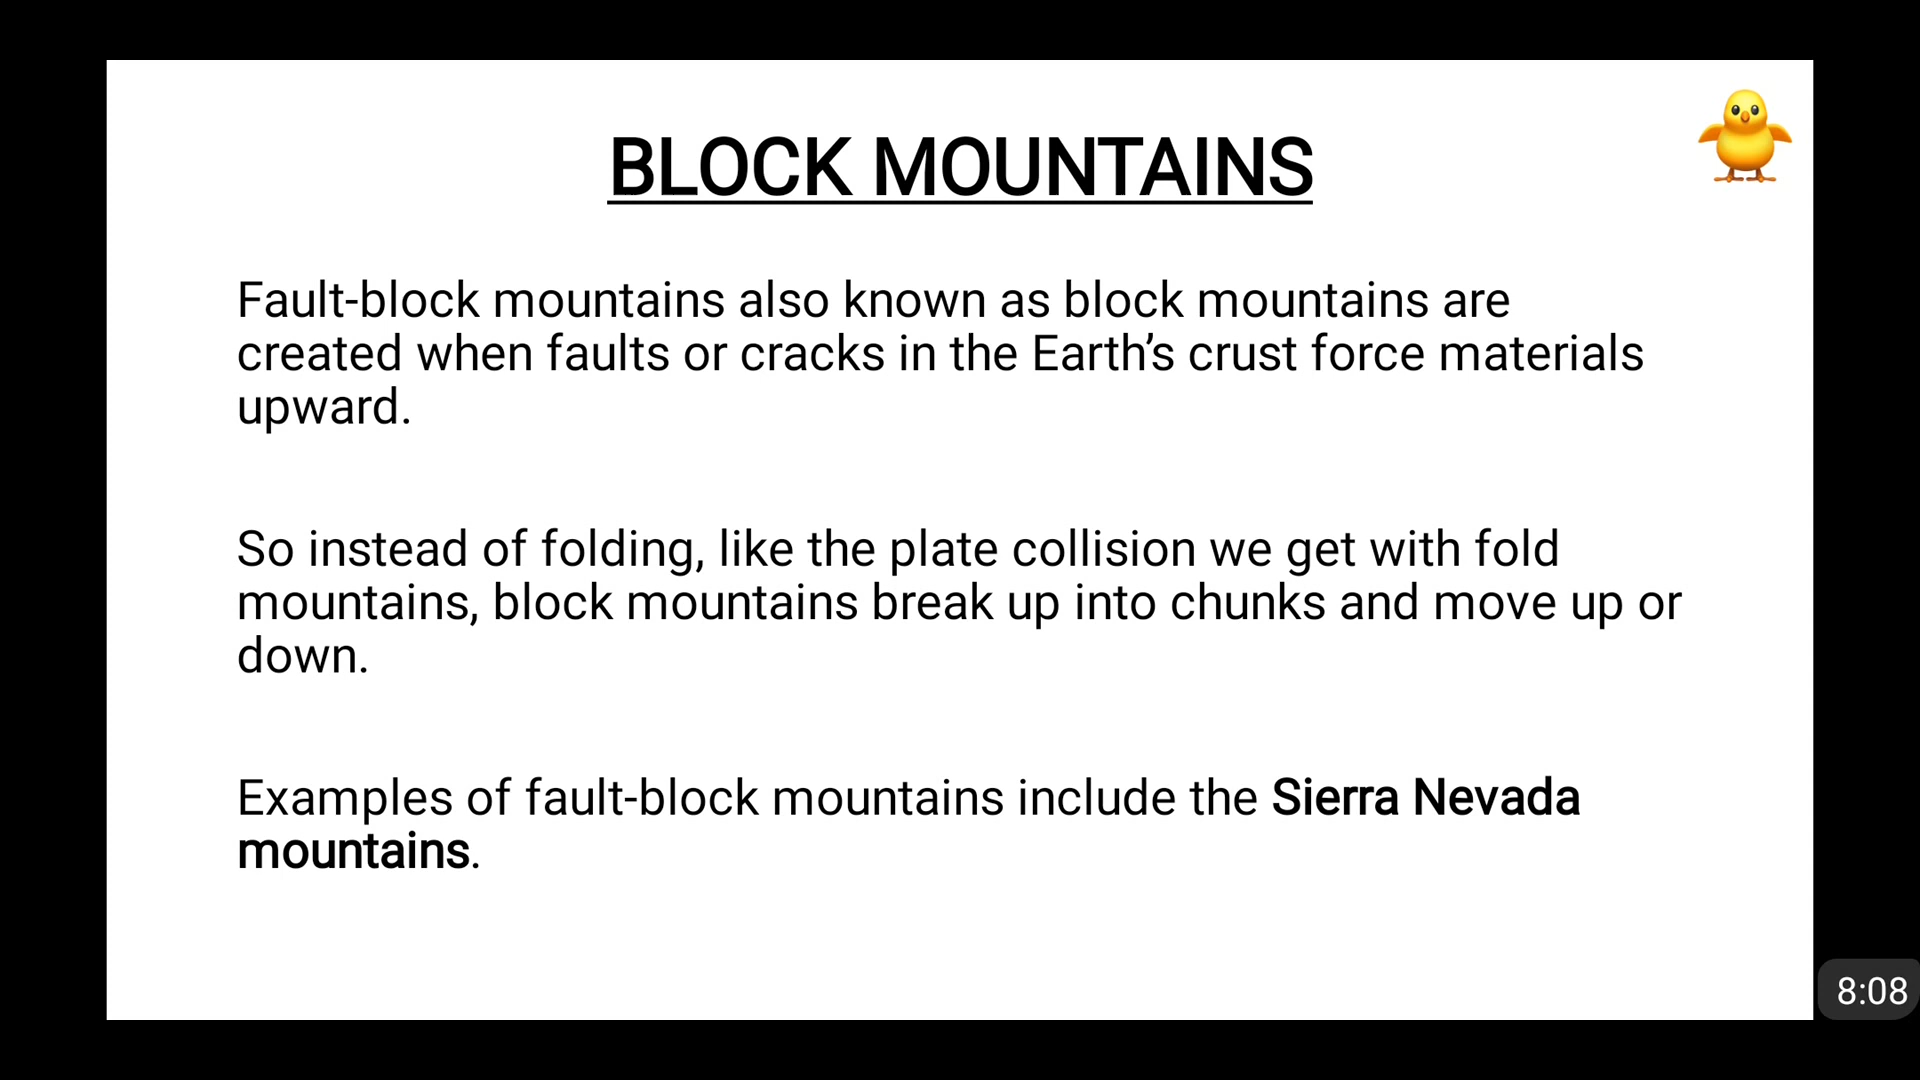 BLOCK MOUNTAINS
Fault-block mountains also known as block mountains are
created when faults or cracks in the Earth’s crust force materials
upward.
So instead of folding, like the plate collision we get with fold
mountains, block mountains break up into chunks and move up or
down.
Examples of fault-block mountains include the Sierra Nevada
mountains.
8:08